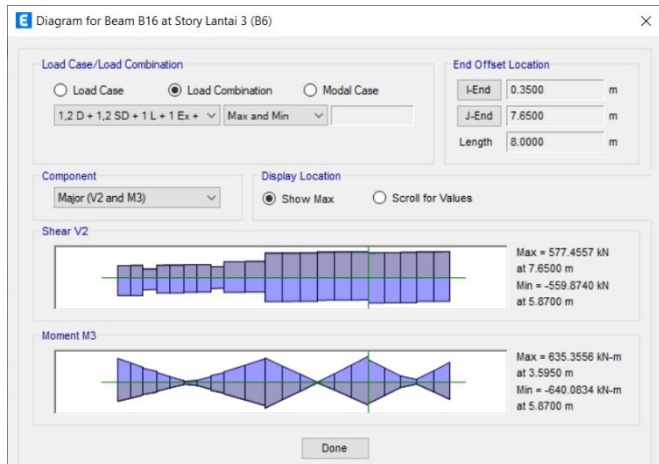 E Diagram for Beam B16 at Story Lantai 3 (B6)
Load Case/Load Combination
Load Case Load Combination Modal Case
1,2 D + 1,2 SD + 1 L + 1 Ex + Max and Min
End Offset Location
I-End 0.3500 m
J-End 7.6500 m
Length 8.0000 m
Component
Major (V2 and M3)
Display Location
Show Max Scroll for Values
Shear V2
Max = 577.4557 kN
at 7.6500 m
Min = -559.8740 kN
at 5.8700 m
Moment M3
Max = 635.3556 kN-m
at 3.5950 m
Min = -640.0834 kN-m
at 5.8700 m
Done